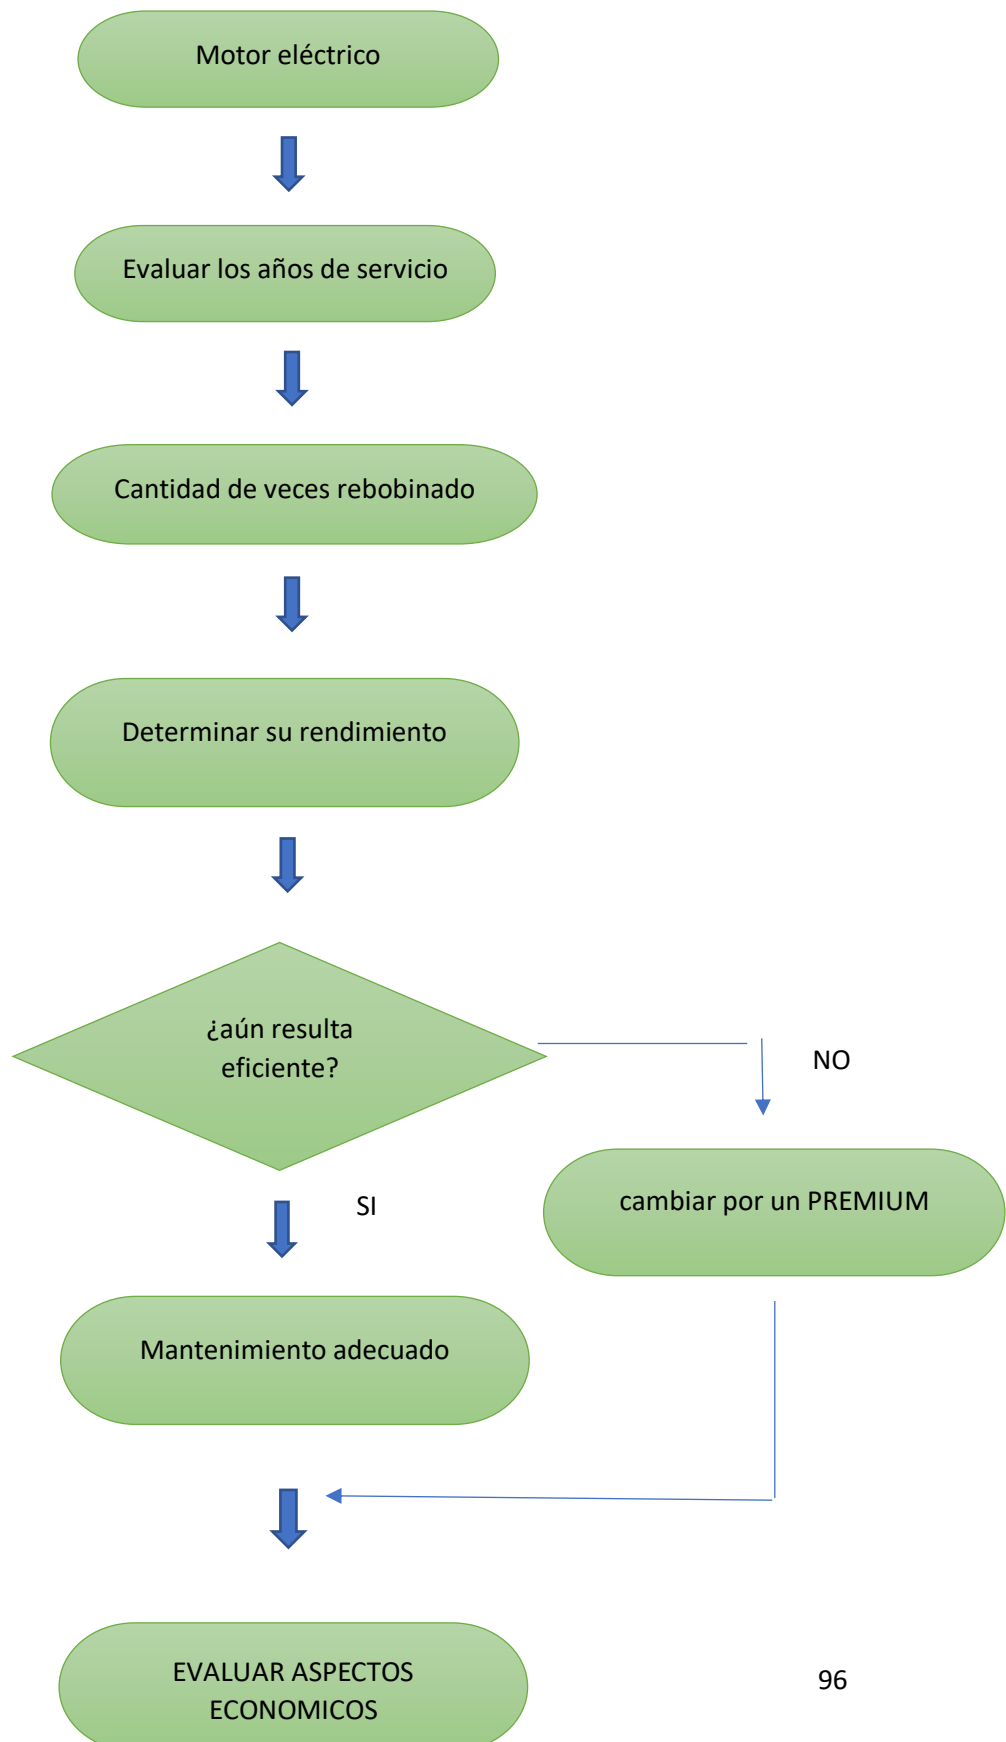 Motor eléctrico
Evaluar los años de servicio
Cantidad de veces rebobinado
Determinar su rendimiento
¿aún resulta
eficiente?
NO
SI
cambiar por un PREMIUM
Mantenimiento adecuado
EVALUAR ASPECTOS
ECONOMICOS
96